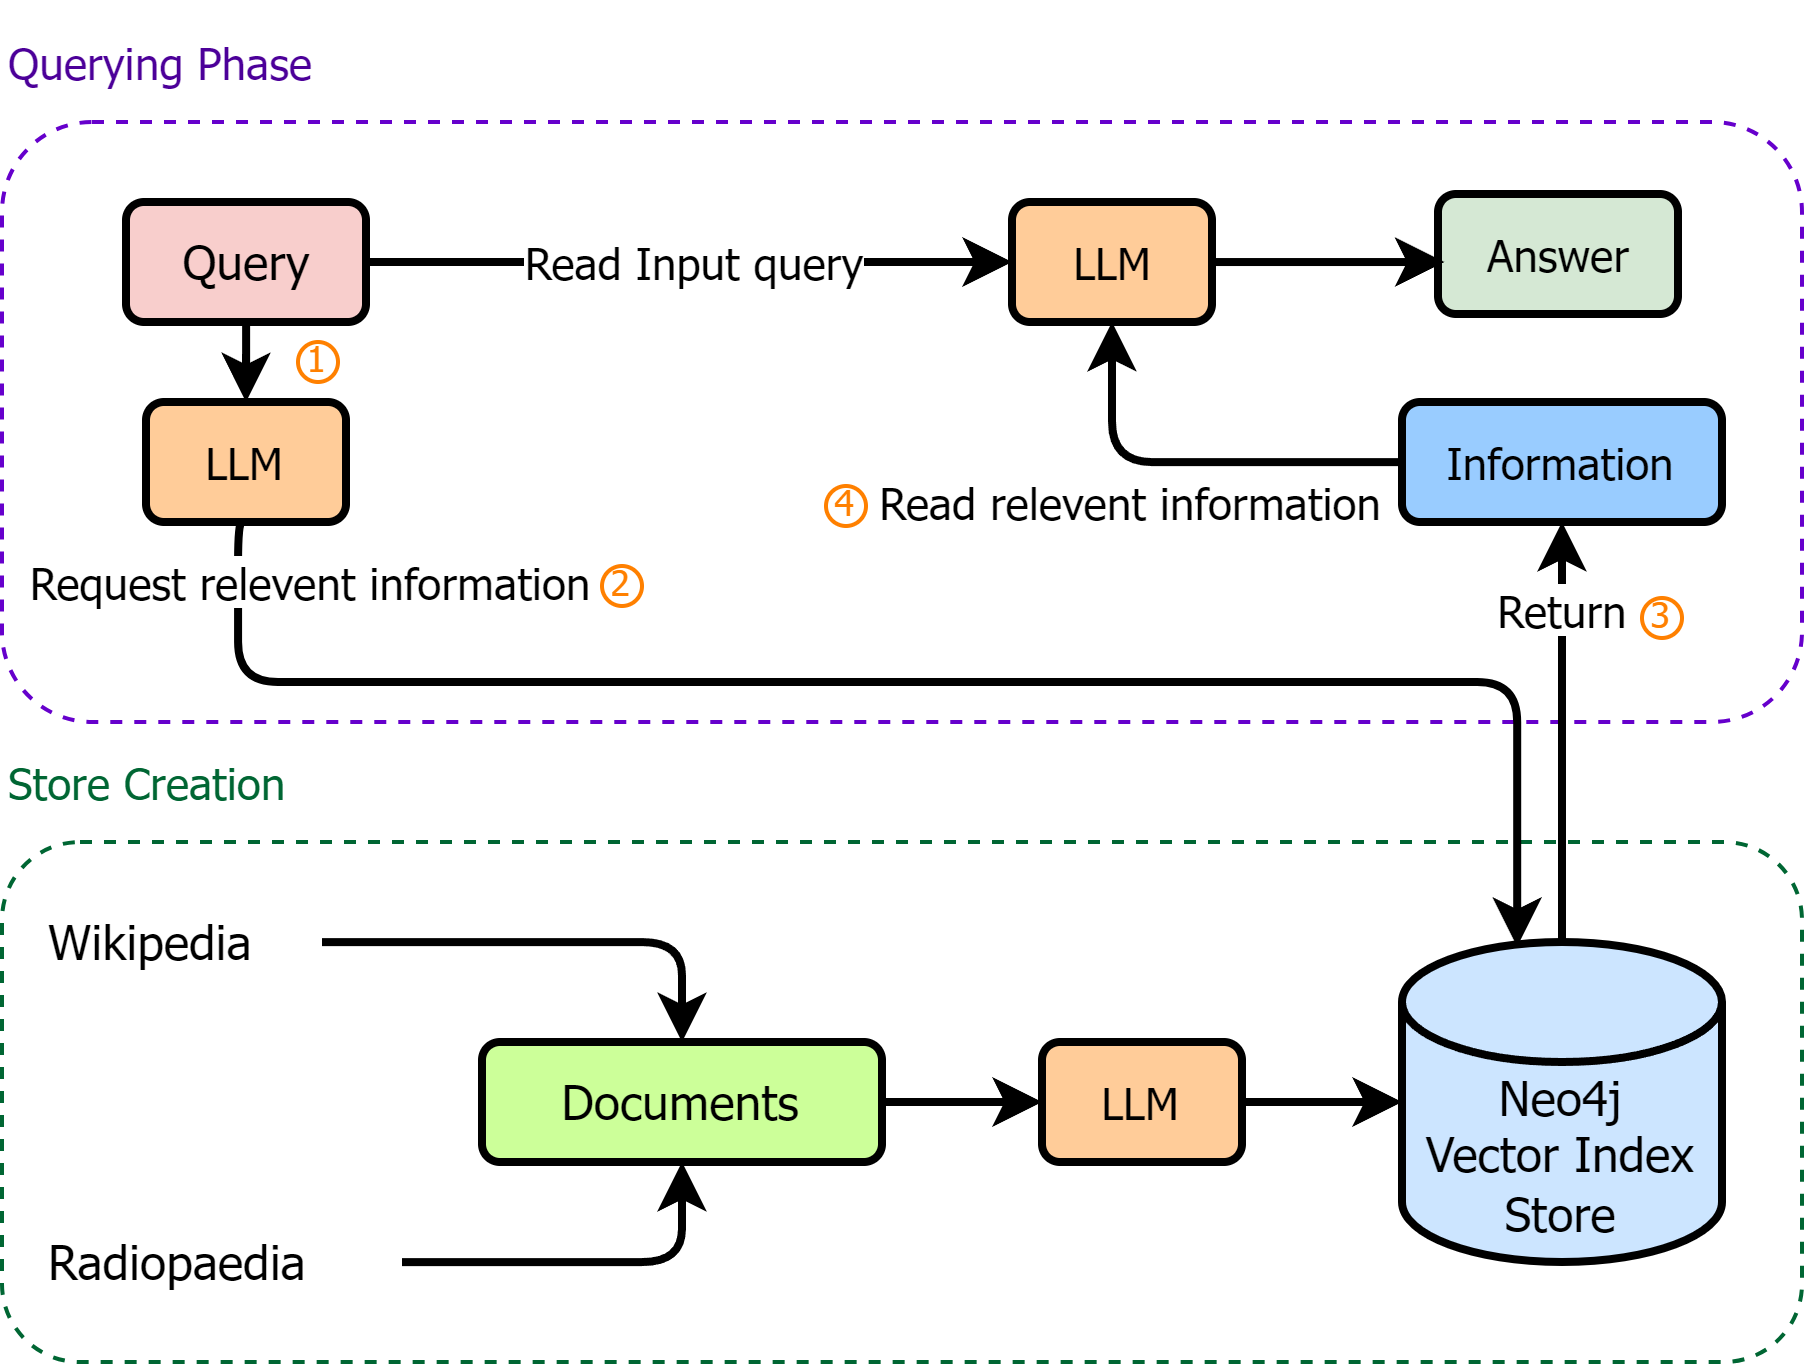 Querying Phase
Query
Read Input query
LLM
Answer
1
LLM
Information
4 Read relevent information
Request relevent information 2
Return 3
Store Creation
Wikipedia
Documents
LLM
Neo4j
Vector Index
Store
Radiopaedia